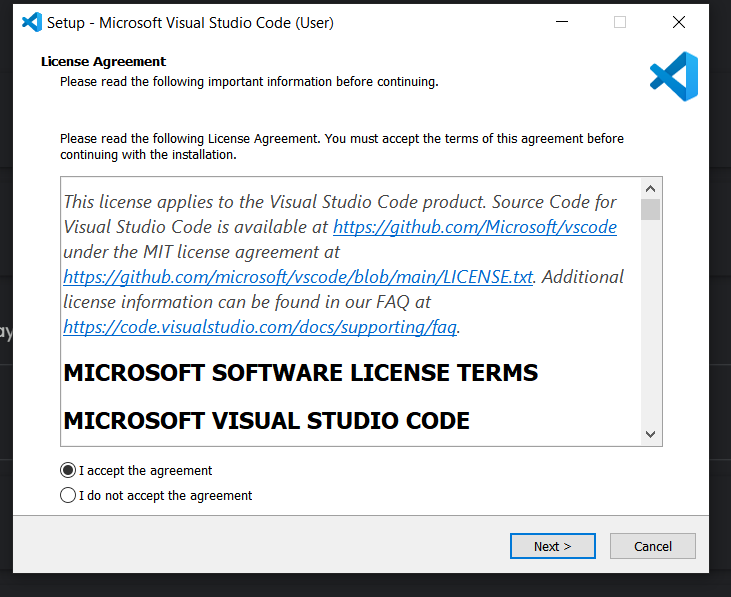 Setup - Microsoft Visual Studio Code (User)
License Agreement
Please read the following important information before continuing.
Please read the following License Agreement. You must accept the terms of this agreement before
continuing with the installation.
This license applies to the Visual Studio Code product. Source Code for
Visual Studio Code is available at https://github.com/Microsoft/vscode
under the MIT license agreement at
https://github.com/microsoft/vscode/blob/main/LICENSE.txt. Additional
license information can be found in our FAQ at
https://code.visualstudio.com/docs/supporting/faq.
MICROSOFT SOFTWARE LICENSE TERMS
MICROSOFT VISUAL STUDIO CODE
I accept the agreement
I do not accept the agreement
Next >
Cancel